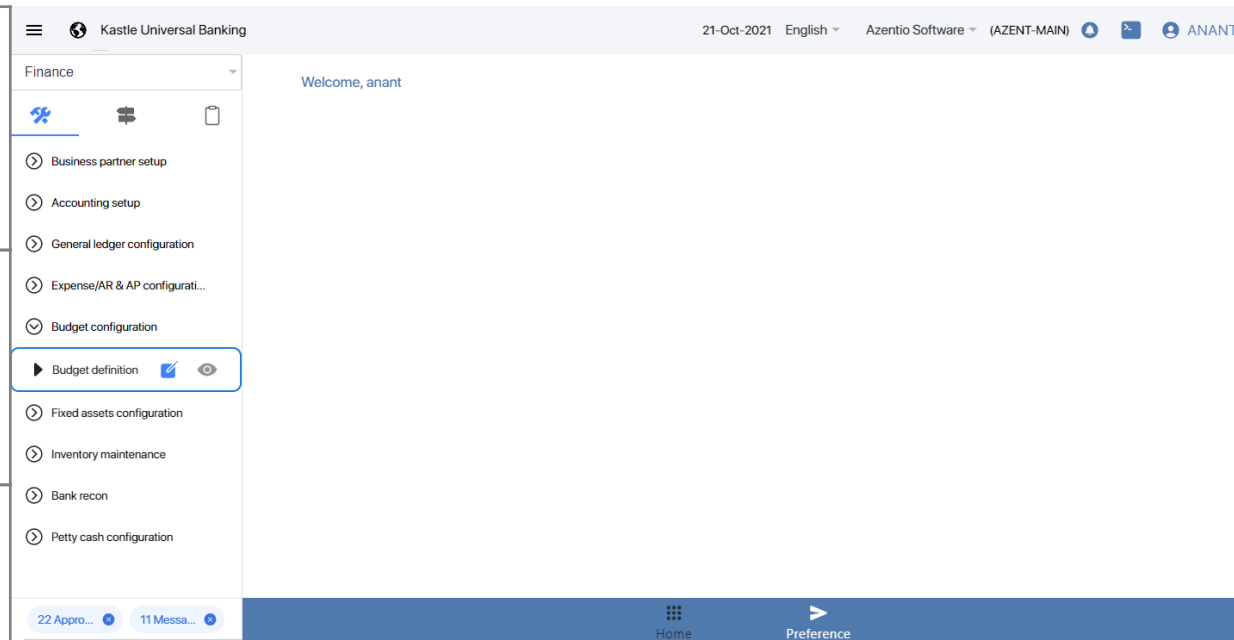 Kastle Universal Banking
21-Oct-2021 English Azentio Software (AZENT-MAIN) ANANT
Finance
Welcome, anant
Business partner setup
Accounting setup
General ledger configuration
Expense/AR & AP configurati...
Budget configuration
Budget definition
Fixed assets configuration
Inventory maintenance
Bank recon
Petty cash configuration
22 Appro... 11 Messa...
Home Preference